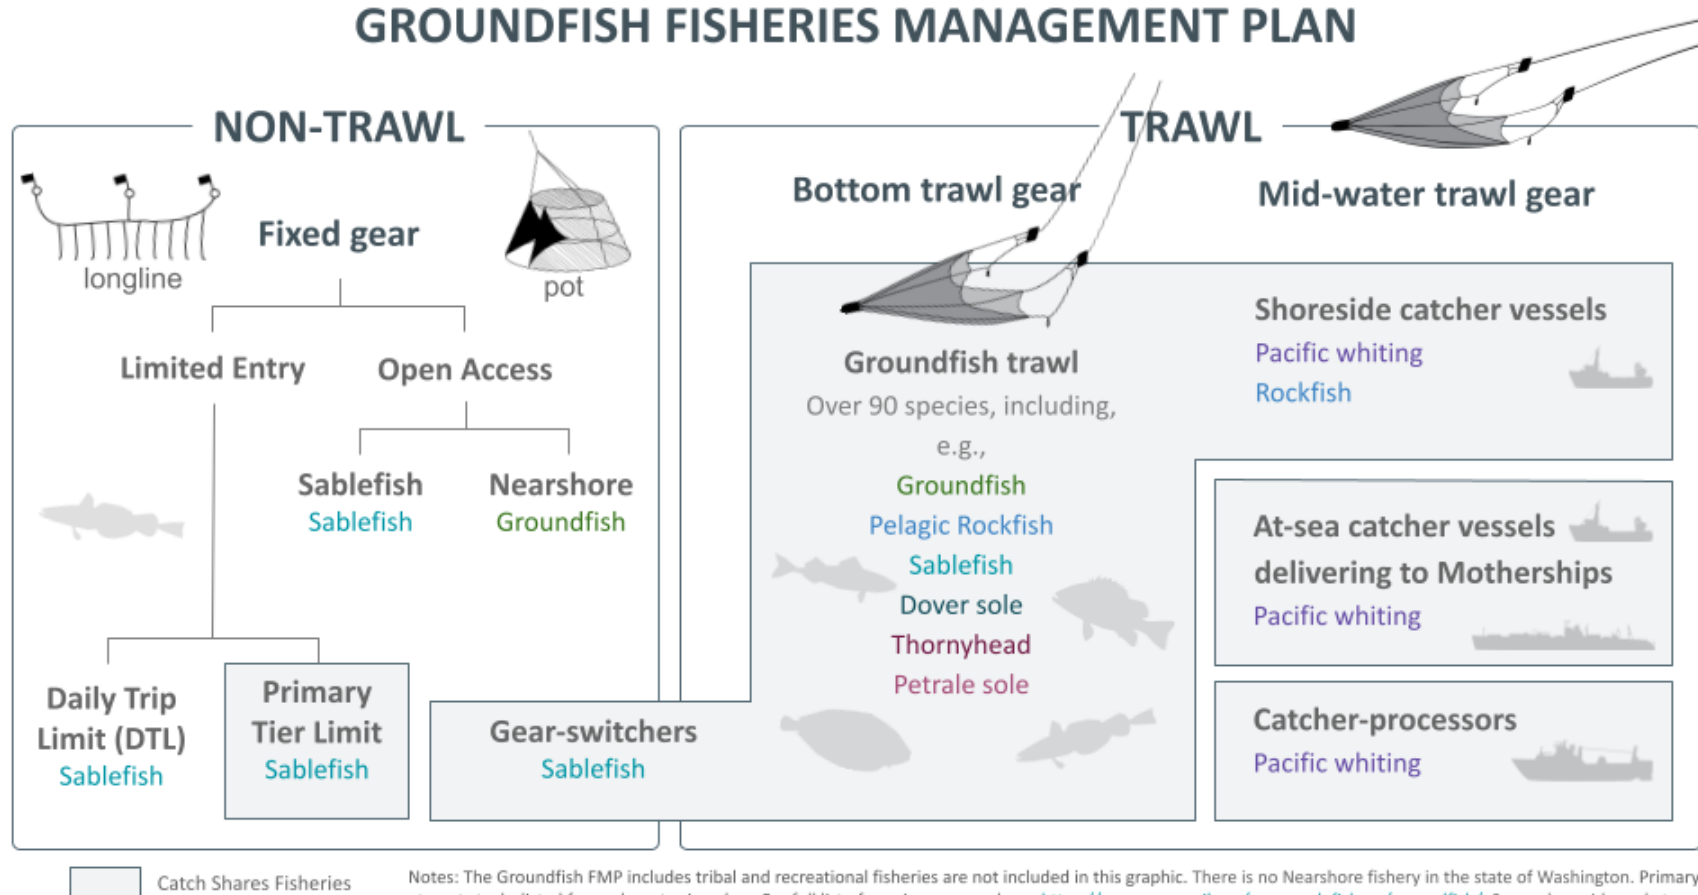 GROUNDFISH FISHERIES MANAGEMENT PLAN
NON-TRAWL
longline
Fixed gear
pot
Limited Entry
Open Access
Sablefish
Sablefish
Nearshore
Groundfish
Daily Trip
Limit (DTL)
Sablefish
Primary
Tier Limit
Sablefish
Gear-switchers
Sablefish
TRAWL
Bottom trawl gear
Groundfish trawl
Over 90 species, including,
e.g.,
Groundfish
Pelagic Rockfish
Sablefish
Dover sole
Thornyhead
Petrale sole
Mid-water trawl gear
Shoreside catcher vessels
Pacific whiting
Rockfish
At-sea catcher vessels
delivering to Motherships
Pacific whiting
Catcher-processors
Pacific whiting
Catch Shares Fisheries
Notes: The Groundfish FMP includes tribal and recreational fisheries are not included in this graphic. There is no Nearshore fishery in the state of Washington. Primary